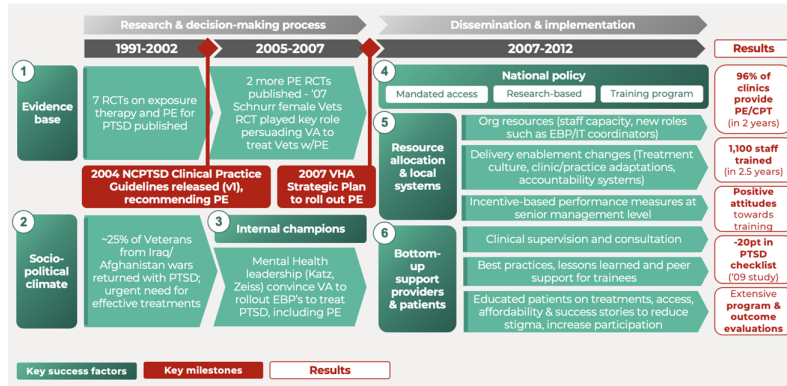 Research & decision-making process
Dissemination & implementation
1991-2002
2005-2007
2007-2012
Results
1
Evidence
base
7 RCTs on exposure
therapy and PE for
PTSD published
2 more PE RCTs
published - ‘07
Schnurr female Vets
RCT played key role
persuading VA to
treat Vets w/PE
2004 NCPTSD Clinical Practice
Guidelines released (v1),
recommending PE
2007 VHA
Strategic Plan
to roll out PE
2
Socio-
political
climate
~25% of Veterans
from Iraq/
Afghanistan wars
returned with PTSD;
urgent need for
effective treatments
3
Internal champions
Mental Health
leadership (Katz,
Zeiss) convince VA to
rollout EBP’s to treat
PTSD, including PE
4
National policy
Mandated access
Research-based
Training program
5
Resource
allocation
& local
systems
Org resources (staff capacity, new roles
such as EBP/IT coordinators)
Delivery enablement changes (Treatment
culture, clinic/practice adaptations,
accountability systems)
Incentive-based performance measures at
senior management level
6
Bottom-
up
support
providers
& patients
Clinical supervision and consultation
Best practices, lessons learned and peer
support for trainees
Educated patients on treatments, access,
affordability & success stories to reduce
stigma, increase participation
96% of
clinics
provide
PE/CPT
(in 2 years)
1,100 staff
trained
(in 2.5 years)
Positive
attitudes
towards
training
-20pt in
PTSD
checklist
(’09 study)
Extensive
program &
outcome
evaluations
Key success factors
Key milestones
Results